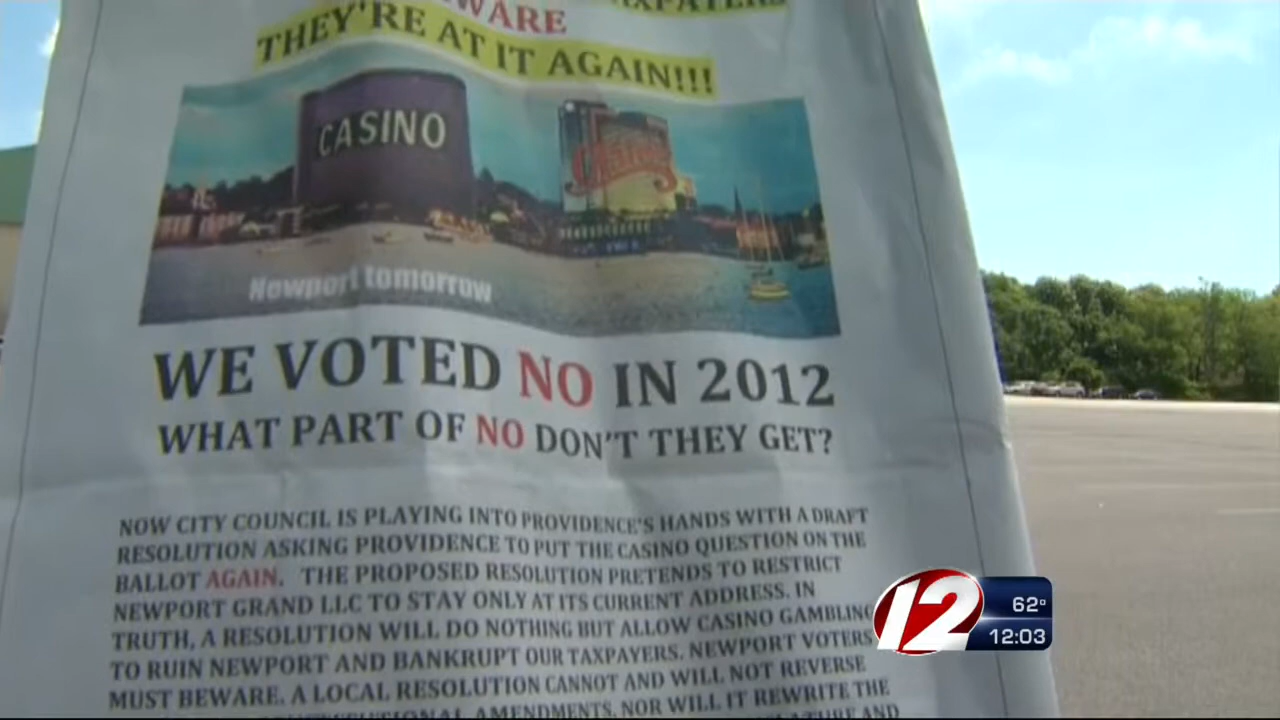 WARE
THEY'RE AT IT AGAIN!!!
CASINO
Newport tomorrow
WE VOTED NO IN 2012
WHAT PART OF NO DON'T THEY GET?
NOW CITY COUNCIL IS PLAYING INTO PROVIDENCE'S HANDS WITH A DRAFT
RESOLUTION ASKING PROVIDENCE TO PUT THE CASINO QUESTION ON THE
BALLOT AGAIN. THE PROPOSED RESOLUTION PRETENDS TO RESTRICT
NEWPORT GRAND LLC TO STAY ONLY AT ITS CURRENT ADDRESS. IN
TRUTH, A RESOLUTION WILL DO NOTHING BUT ALLOW CASINO GAMBLING
TO RUIN NEWPORT AND BANKRUPT OUR TAXPAYERS. NEWPORT VOTERS
MUST BEWARE. A LOCAL RESOLUTION CANNOT AND WILL NOT REVERSE
AMENDMENTS, NOR WILL IT REWRITE THE
AND
12
62°
12:03